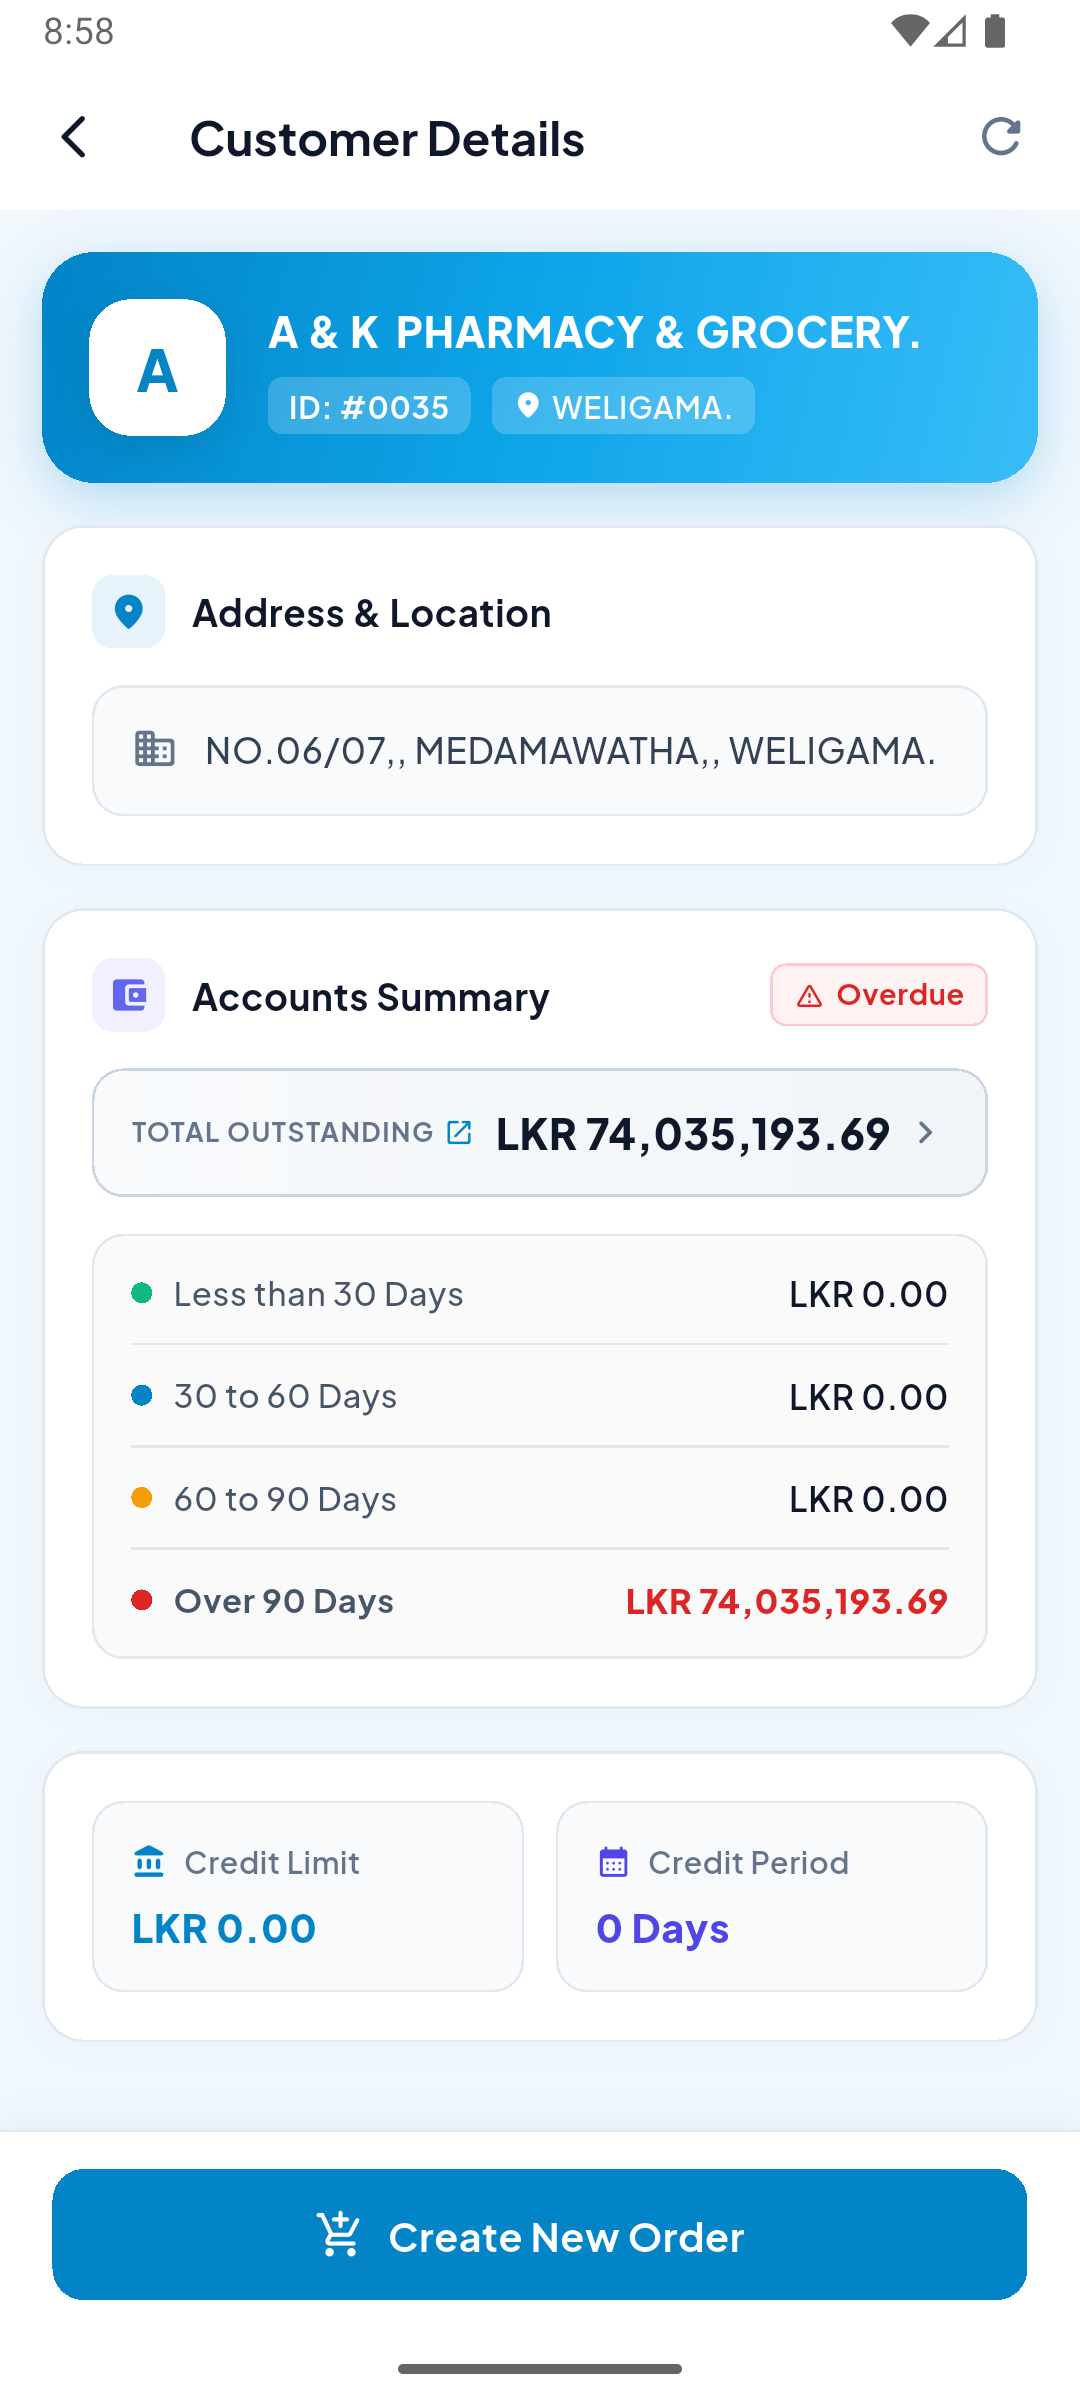 8:58
Customer Details
A
A & K PHARMACY & GROCERY.
ID: #0035
WELIGAMA.
Address & Location
NO.06/07,, MEDAMAWATHA,, WELIGAMA.
Accounts Summary
Overdue
TOTAL OUTSTANDING LKR 74,035,193.69
Less than 30 Days LKR 0.00
30 to 60 Days LKR 0.00
60 to 90 Days LKR 0.00
Over 90 Days LKR 74,035,193.69
Credit Limit
LKR 0.00
Credit Period
0 Days
Create New Order